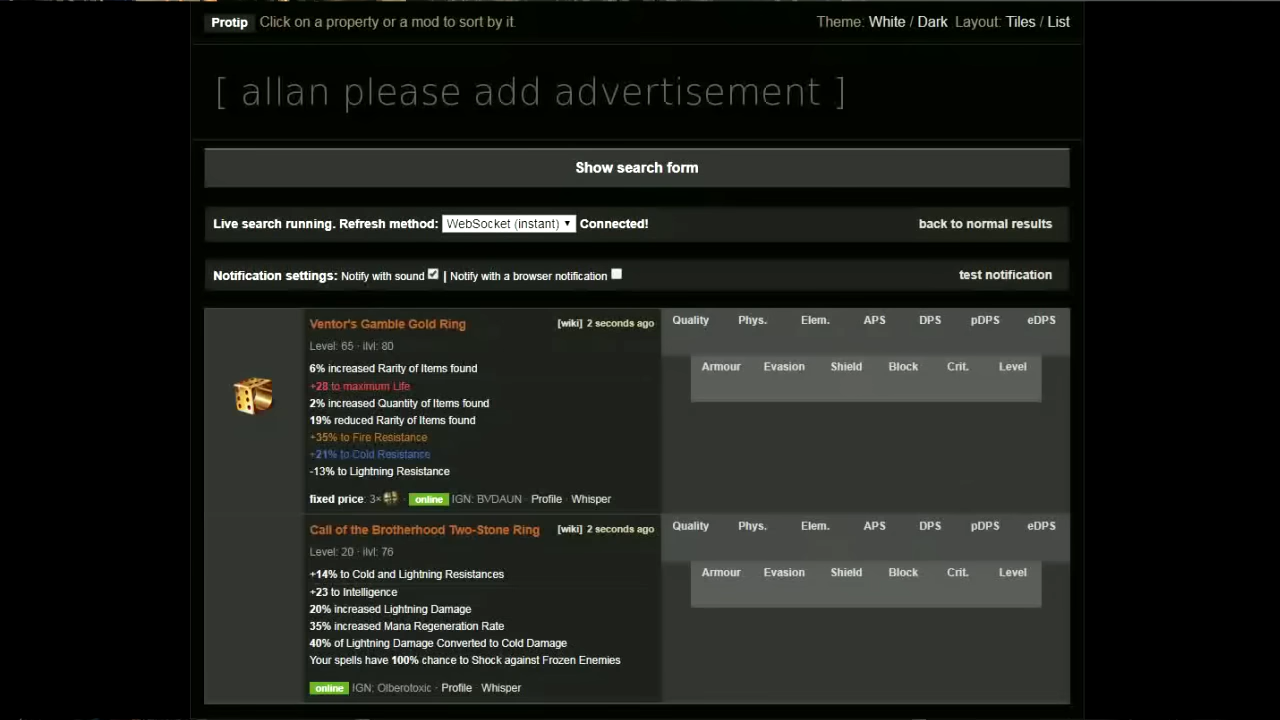 Protip Click on a property or a mod to sort by it. Theme: White / Dark Layout: Tiles / List
[ allan please add advertisement ]
Show search form
Live search running. Refresh method: WebSocket (instant) Connected! back to normal results
Notification settings: Notify with sound | Notify with a browser notification test notification
Ventor's Gamble Gold Ring [wiki] 2 seconds ago Quality Phys. Elem. APS DPS pDPS eDPS
Level: 65 · ilvl: 80
Armour Evasion Shield Block Crit. Level
6% increased Rarity of Items found
+28 to maximum Life
2% increased Quantity of Items found
19% reduced Rarity of Items found
+35% to Fire Resistance
+21% to Cold Resistance
-13% to Lightning Resistance
fixed price: 3× · online IGN: BVDAUN · Profile · Whisper
Call of the Brotherhood Two-Stone Ring [wiki] 2 seconds ago Quality Phys. Elem. APS DPS pDPS eDPS
Level: 20 · ilvl: 76
Armour Evasion Shield Block Crit. Level
+14% to Cold and Lightning Resistances
+23 to Intelligence
20% increased Lightning Damage
35% increased Mana Regeneration Rate
40% of Lightning Damage Converted to Cold Damage
Your spells have 100% chance to Shock against Frozen Enemies
online IGN: Olberotoxic · Profile · Whisper